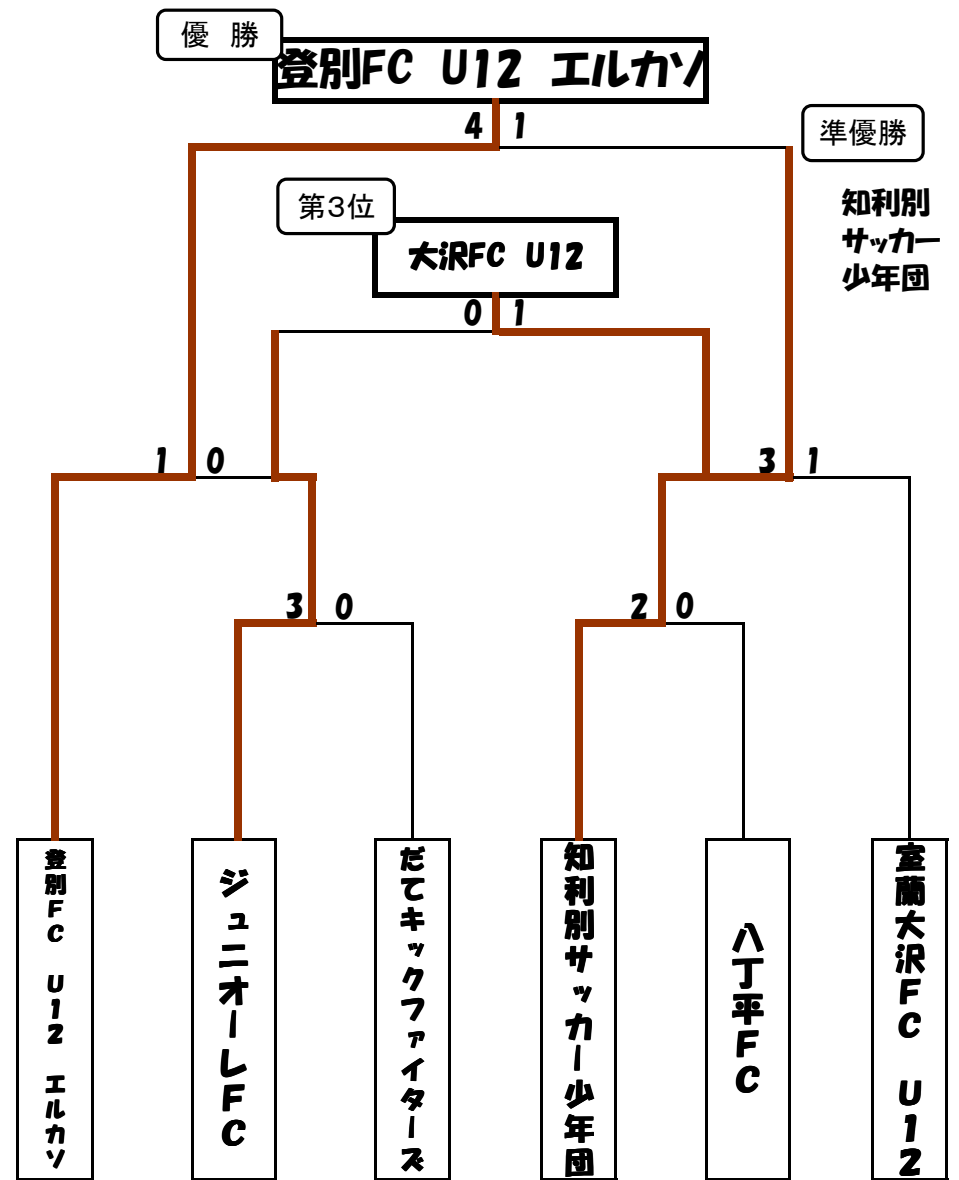 優　勝
登別FC　U12　エルカソ
4 1
準優勝
知利別
サッカー
少年団
第3位
大沢FC　U12
0 1
1 0
3 1
3 0
2 0
登別FC　U12　エルカソ
ジュニオーレFC
だてキックファイターズ
知利別サッカー少年団
八丁平FC
室蘭大沢FC　U12